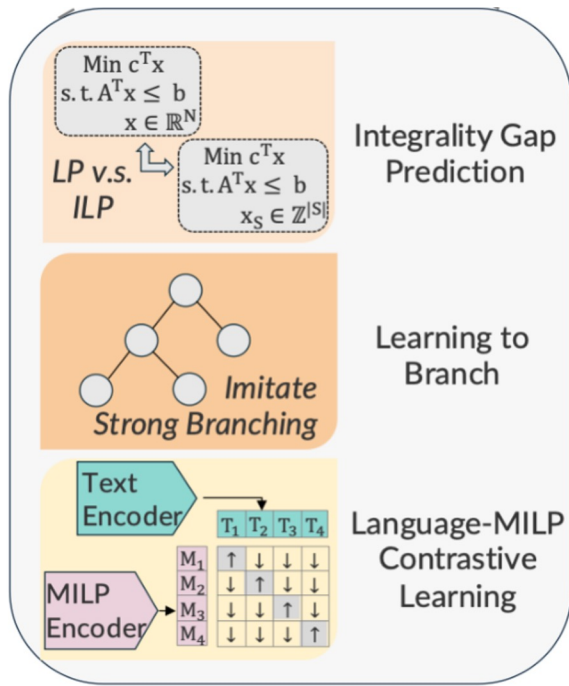 Min cᵀx
s.t. Aᵀx ≤ b
x ∈ ℝᴺ
LP v.s.
ILP
Min cᵀx
s.t. Aᵀx ≤ b
x_S ∈ ℤ^|S|
Integrality Gap
Prediction
Imitate
Strong Branching
Learning to
Branch
Text
Encoder
T₁ T₂ T₃ T₄
MILP
Encoder
M₁ ↑ ↓ ↓ ↓
M₂ ↓ ↑ ↓ ↓
M₃ ↓ ↓ ↑ ↓
M₄ ↓ ↓ ↓ ↑
Language-MILP
Contrastive
Learning